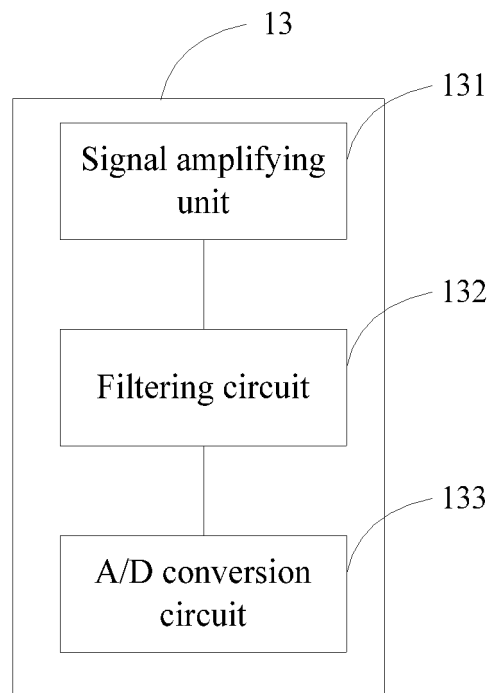 13
131
Signal amplifying
unit
132
Filtering circuit
133
A/D conversion
circuit